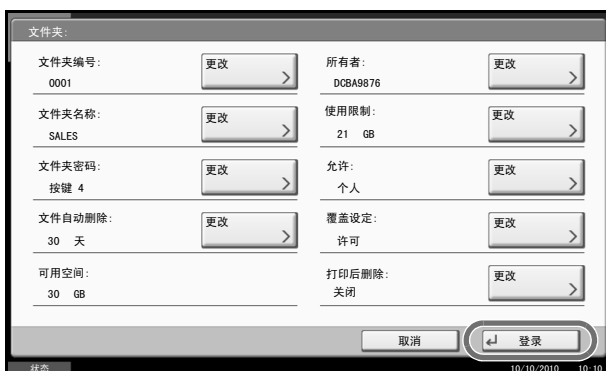 文件夹:
文件夹编号:
0001
更改
所有者:
DCBA9876
更改
文件夹名称:
SALES
更改
使用限制:
21 GB
更改
文件夹密码:
按键 4
更改
允许:
个人
更改
文件自动删除:
30 天
更改
覆盖设定:
许可
更改
可用空间:
30 GB
打印后删除:
关闭
更改
取消
登录
状态
10/10/2010 10:10